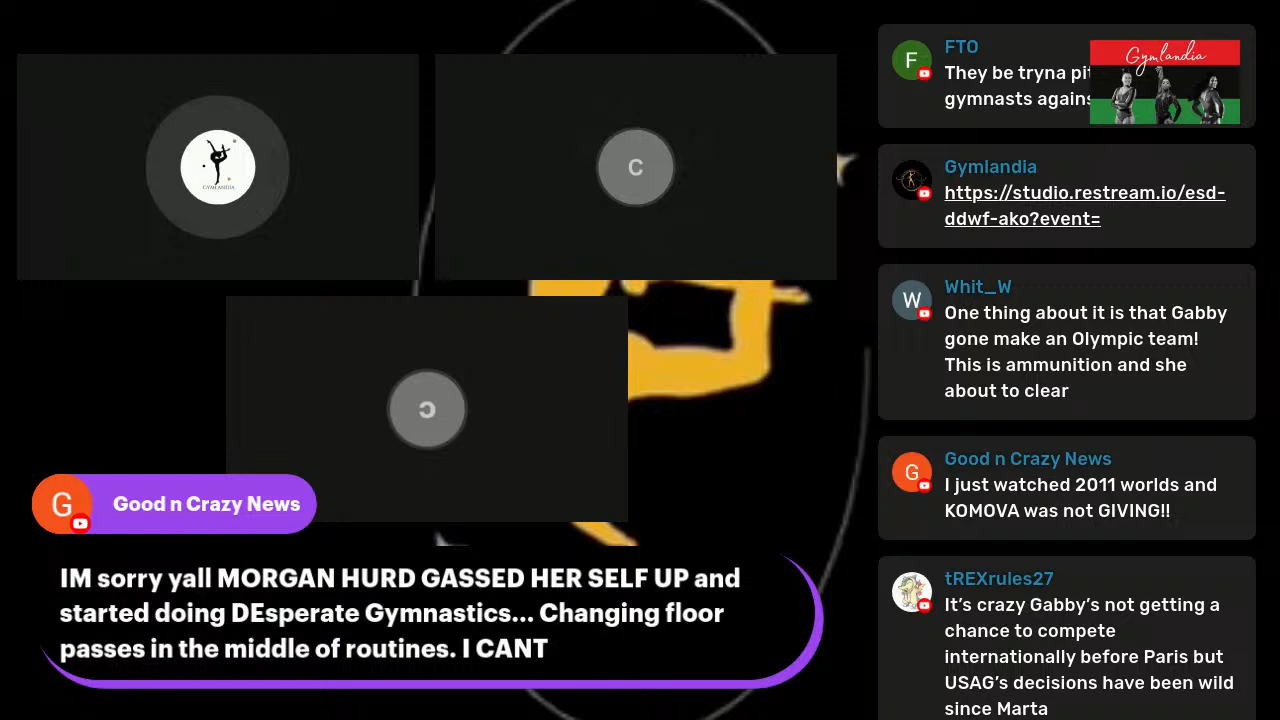 GYMLANDIA
C
C
G
Good n Crazy News
IM sorry yall MORGAN HURD GASSED HER SELF UP and
started doing DEsperate Gymnastics... Changing floor
passes in the middle of routines. I CANT
F
FTO
They be tryna pit
gymnasts agains
Gymlandia
Gymlandia
https://studio.restream.io/esd-
ddwf-ako?event=
W
Whit_W
One thing about it is that Gabby
gone make an Olympic team!
This is ammunition and she
about to clear
G
Good n Crazy News
I just watched 2011 worlds and
KOMOVA was not GIVING!!
tREXrules27
It’s crazy Gabby’s not getting a
chance to compete
internationally before Paris but
USAG’s decisions have been wild
since Marta